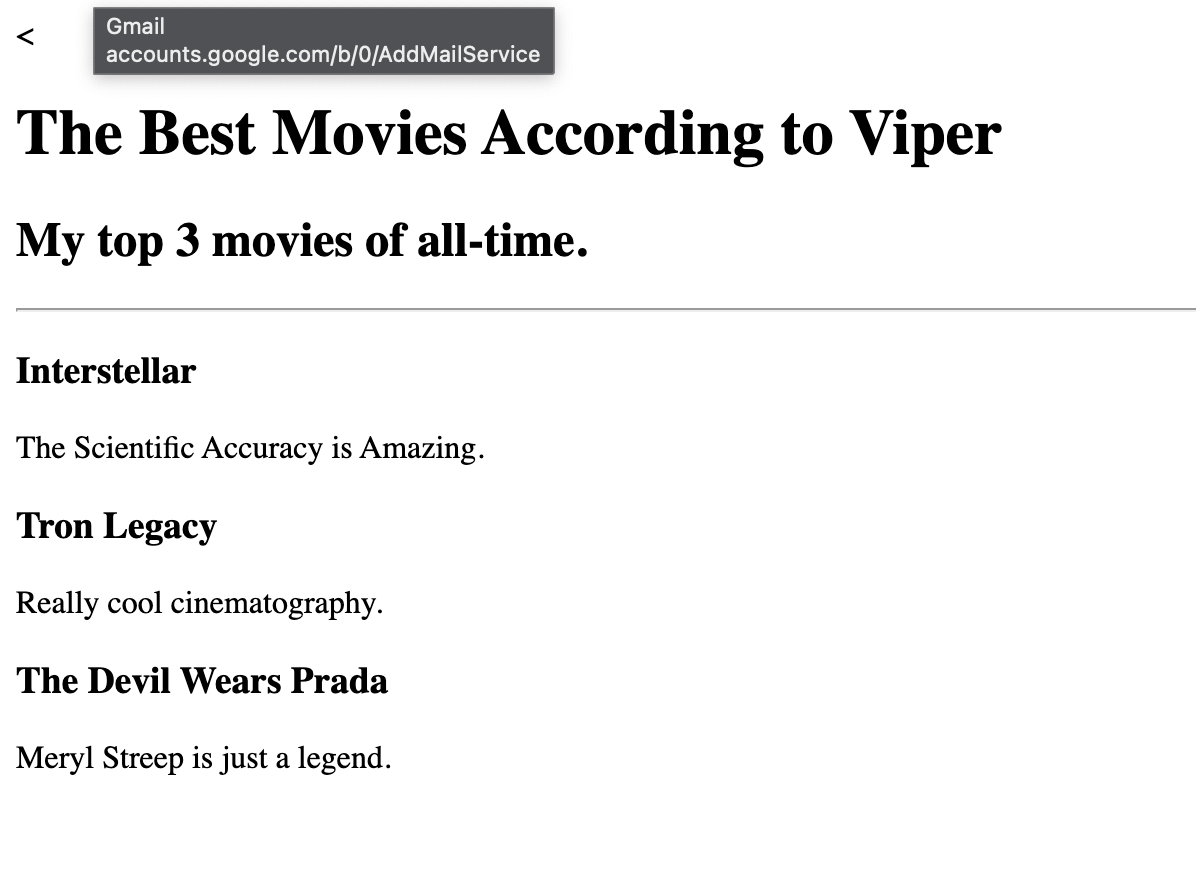 <
Gmail
accounts.google.com/b/0/AddMailService
The Best Movies According to Viper
My top 3 movies of all-time.
Interstellar
The Scientific Accuracy is Amazing.
Tron Legacy
Really cool cinematography.
The Devil Wears Prada
Meryl Streep is just a legend.